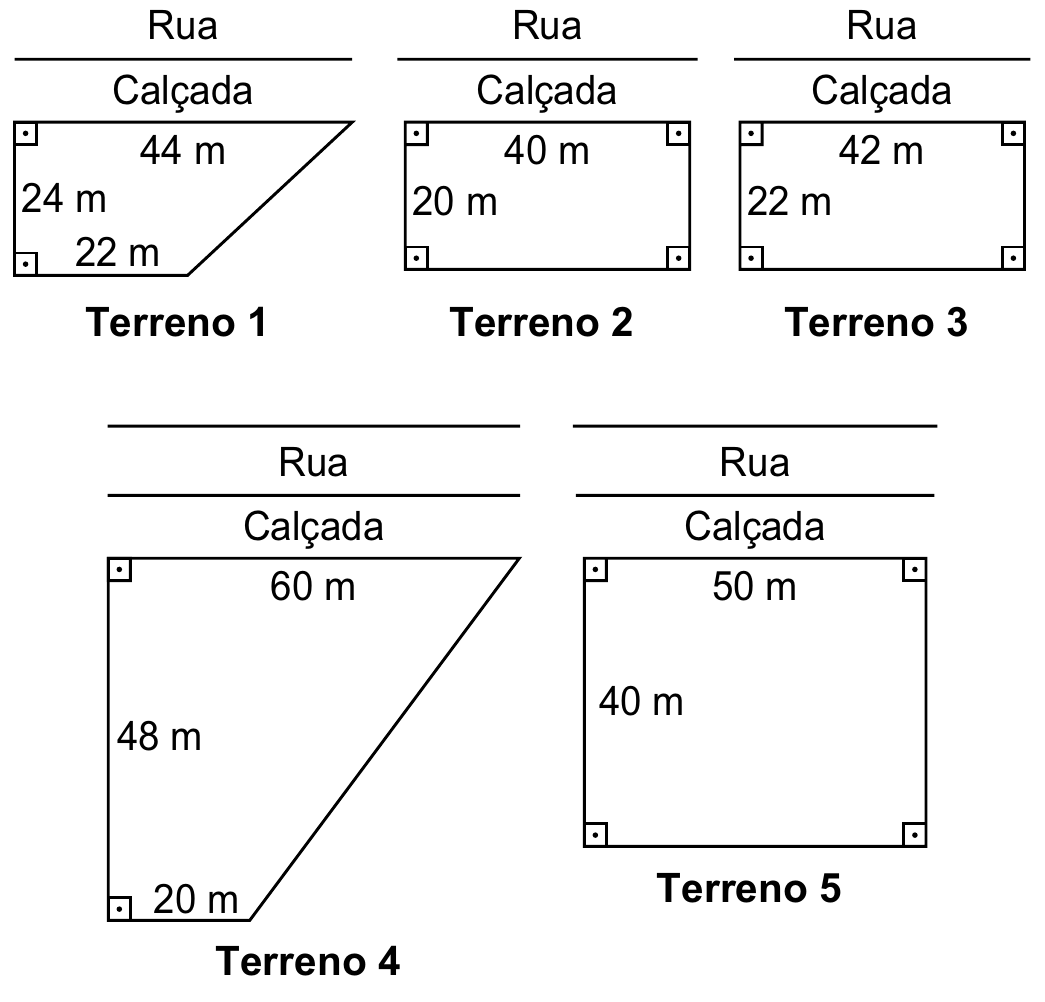 Rua
Calçada
44 m
24 m
22 m
Terreno 1
Rua
Calçada
40 m
20 m
Terreno 2
Rua
Calçada
42 m
22 m
Terreno 3
Rua
Calçada
60 m
48 m
20 m
Terreno 4
Rua
Calçada
50 m
40 m
Terreno 5